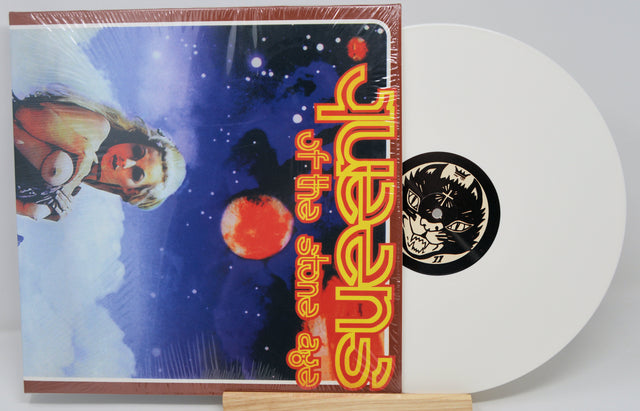 queens
of the stone age